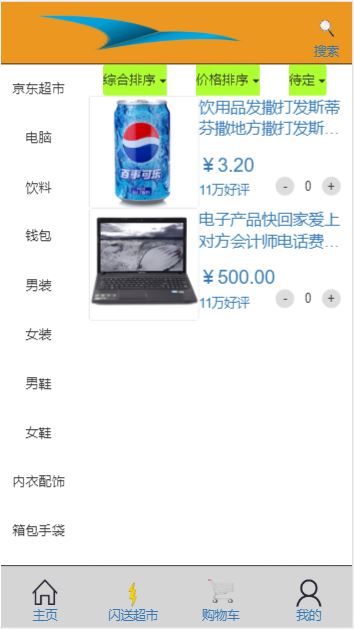 搜索
综合排序 价格排序 待定
京东超市
电脑
饮料
钱包
男装
女装
男鞋
女鞋
内衣配饰
箱包手袋
百事可乐
饮用品发撒打发斯蒂
芬撒地方撒打发斯...
￥3.20
11万好评 - 0 +
电子产品快回家爱上
对方会计师电话费...
￥500.00
11万好评 - 0 +
主页 闪送超市 购物车 我的